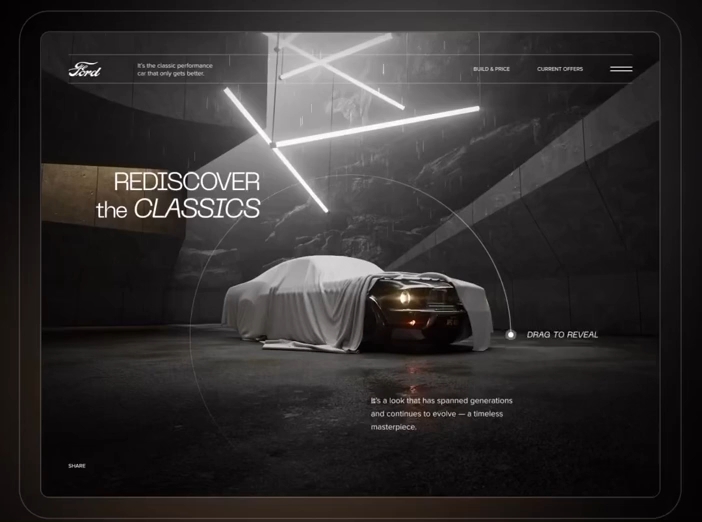 Ford
It's the classic performance
car that only gets better.
BUILD & PRICE
CURRENT OFFERS
REDISCOVER
the CLASSICS
DRAG TO REVEAL
It's a look that has spanned generations
and continues to evolve — a timeless
masterpiece.
SHARE